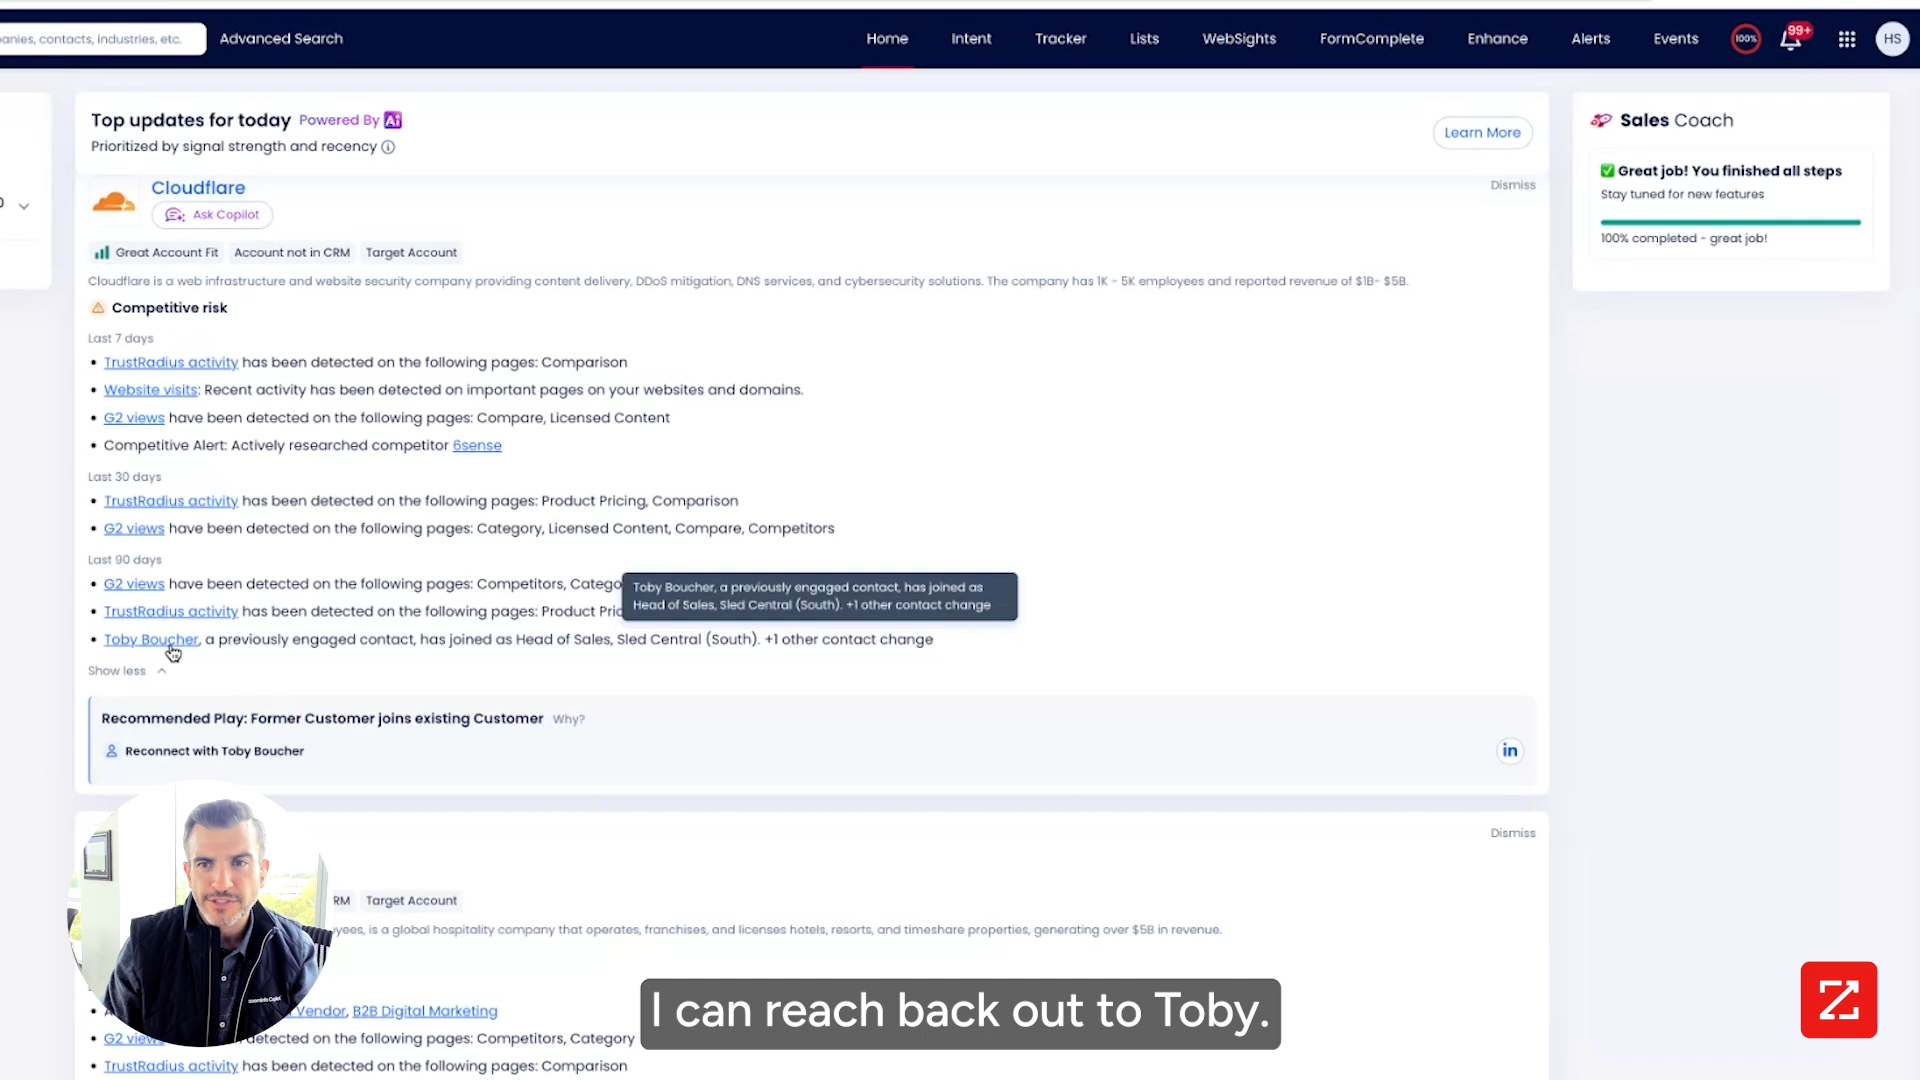 anies, contacts, industries, etc.
Advanced Search
Home
Intent
Tracker
Lists
WebSights
FormComplete
Enhance
Alerts
Events
100%
99+
HS
Top updates for today Powered By Ai
Prioritized by signal strength and recency
Learn More
Cloudflare
Dismiss
Ask Copilot
Great Account Fit
Account not in CRM
Target Account
Cloudflare is a web infrastructure and website security company providing content delivery, DDoS mitigation, DNS services, and cybersecurity solutions. The company has 1K - 5K employees and reported revenue of $1B- $5B.
Competitive risk
Last 7 days
• TrustRadius activity has been detected on the following pages: Comparison
• Website visits: Recent activity has been detected on important pages on your websites and domains.
• G2 views have been detected on the following pages: Compare, Licensed Content
• Competitive Alert: Actively researched competitor 6sense
Last 30 days
• TrustRadius activity has been detected on the following pages: Product Pricing, Comparison
• G2 views have been detected on the following pages: Category, Licensed Content, Compare, Competitors
Last 90 days
• G2 views have been detected on the following pages: Competitors, Catego
• TrustRadius activity has been detected on the following pages: Product Pric
Toby Boucher, a previously engaged contact, has joined as
Head of Sales, Sled Central (South). +1 other contact change
• Toby Boucher, a previously engaged contact, has joined as Head of Sales, Sled Central (South). +1 other contact change
Show less
Recommended Play: Former Customer joins existing Customer Why?
Reconnect with Toby Boucher
in
Sales Coach
Great job! You finished all steps
Stay tuned for new features
100% completed - great job!
Dismiss
RM
Target Account
yees, is a global hospitality company that operates, franchises, and licenses hotels, resorts, and timeshare properties, generating over $5B in revenue.
Vendor, B2B Digital Marketing
• G2 views detected on the following pages: Competitors, Category
• TrustRadius activity has been detected on the following pages: Comparison
I can reach back out to Toby.